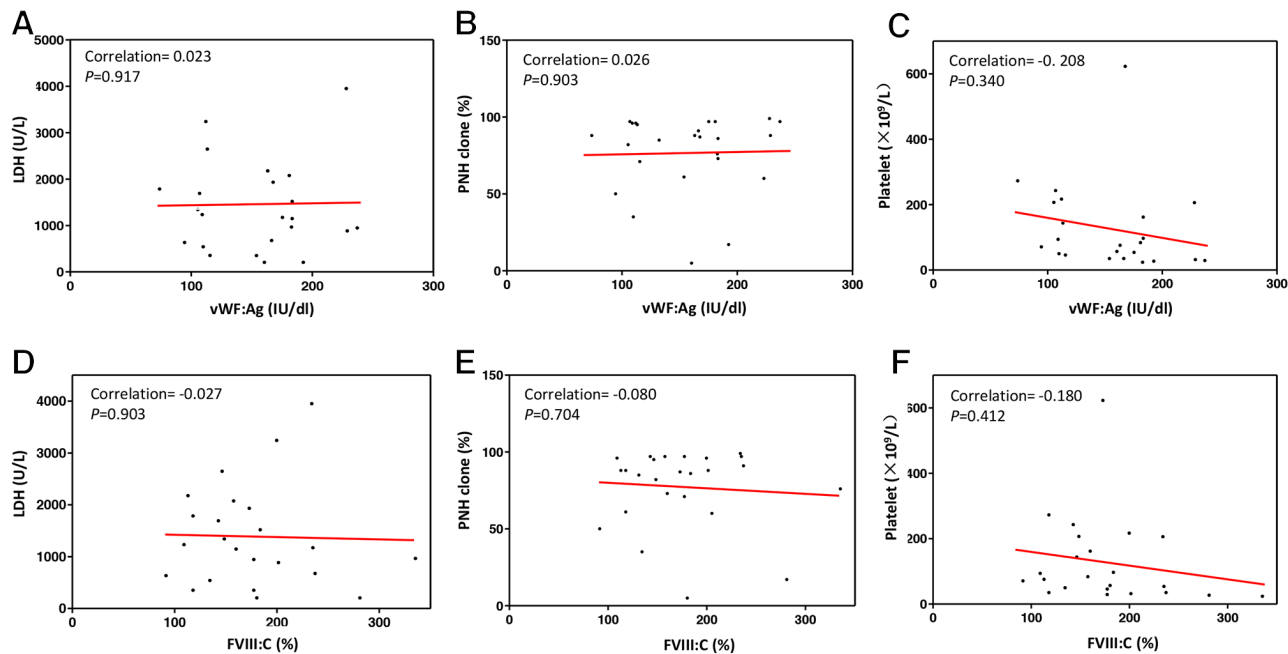 A
Correlation= 0.023
P=0.917
5000
4000
3000
2000
1000
0
LDH (U/L)
0
100
200
300
vWF:Ag (IU/dl)
B
Correlation= 0.026
P=0.903
150
100
50
0
PNH clone (%)
0
100
200
300
vWF:Ag (IU/dl)
C
Correlation= -0. 208
P=0.340
600
400
200
0
Platelet (×10⁹/L)
0
100
200
300
vWF:Ag (IU/dl)
D
Correlation= -0.027
P=0.903
4000
3000
2000
1000
0
LDH (U/L)
0
100
200
300
FVIII:C (%)
E
Correlation= -0.080
P=0.704
150
100
50
0
PNH clone (%)
0
100
200
300
FVIII:C (%)
F
Correlation= -0.180
P=0.412
600
400
200
0
Platelet (×10⁹/L)
0
100
200
300
FVIII:C (%)